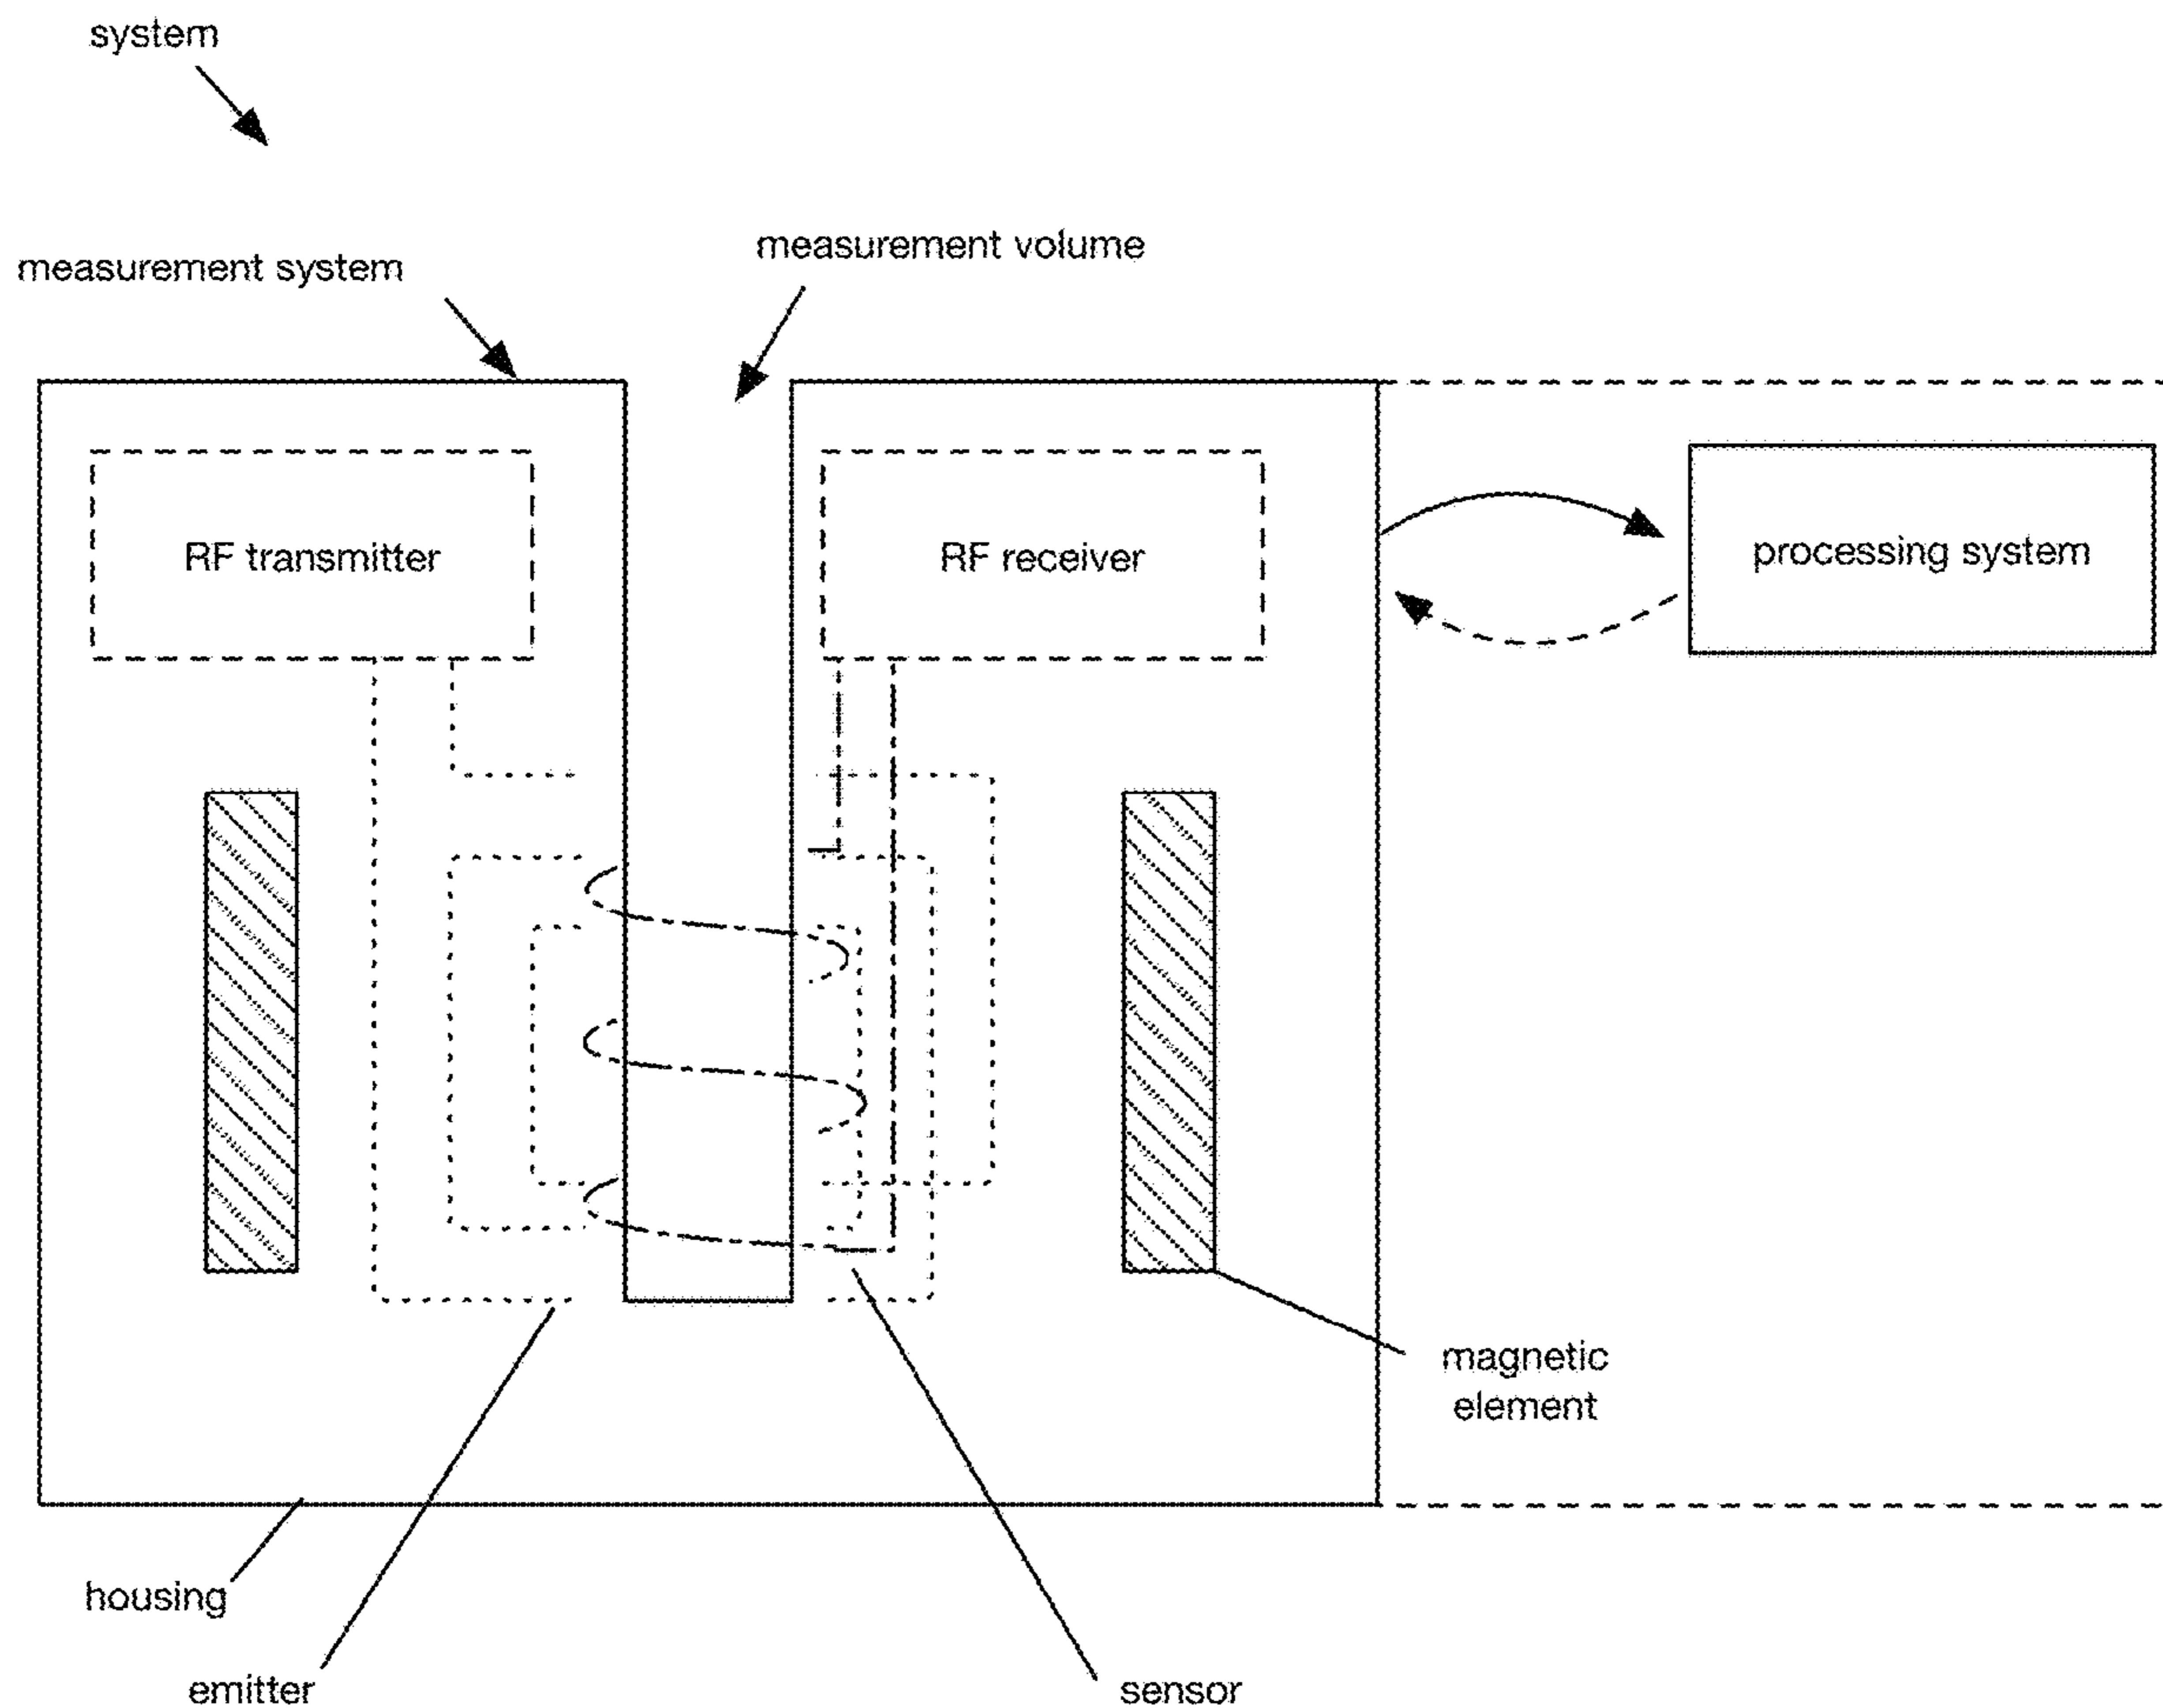 system
measurement volume
measurement system
RF transmitter
RF receiver
processing system
magnetic
element
housing
emitter
sensor